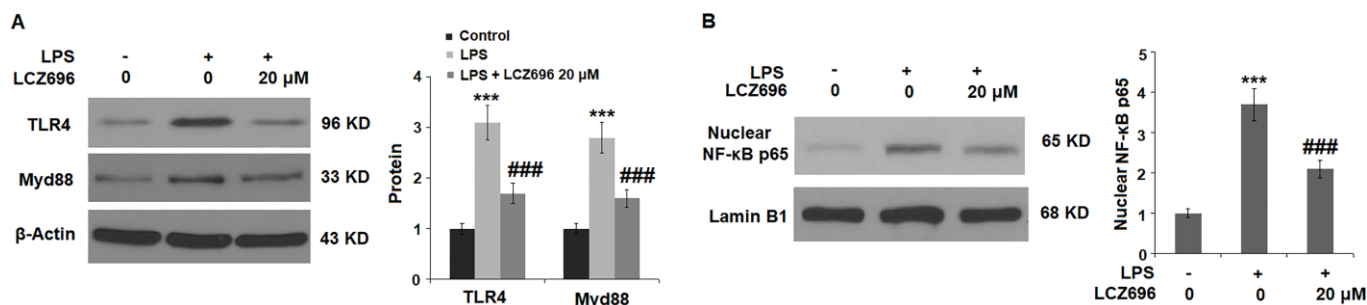 A
LPS - + +
LCZ696 0 0 20 µM
TLR4 96 KD
Myd88 33 KD
β-Actin 43 KD
Control
LPS
LPS + LCZ696 20 µM
Protein
4
3
2
1
0
*** ###
*** ###
TLR4 Myd88
B
LPS - + +
LCZ696 0 0 20 µM
Nuclear
NF-κB p65 65 KD
Lamin B1 68 KD
Nuclear NF-κB p65
5
4
3
2
1
0
***
###
LPS - + +
LCZ696 0 0 20 µM